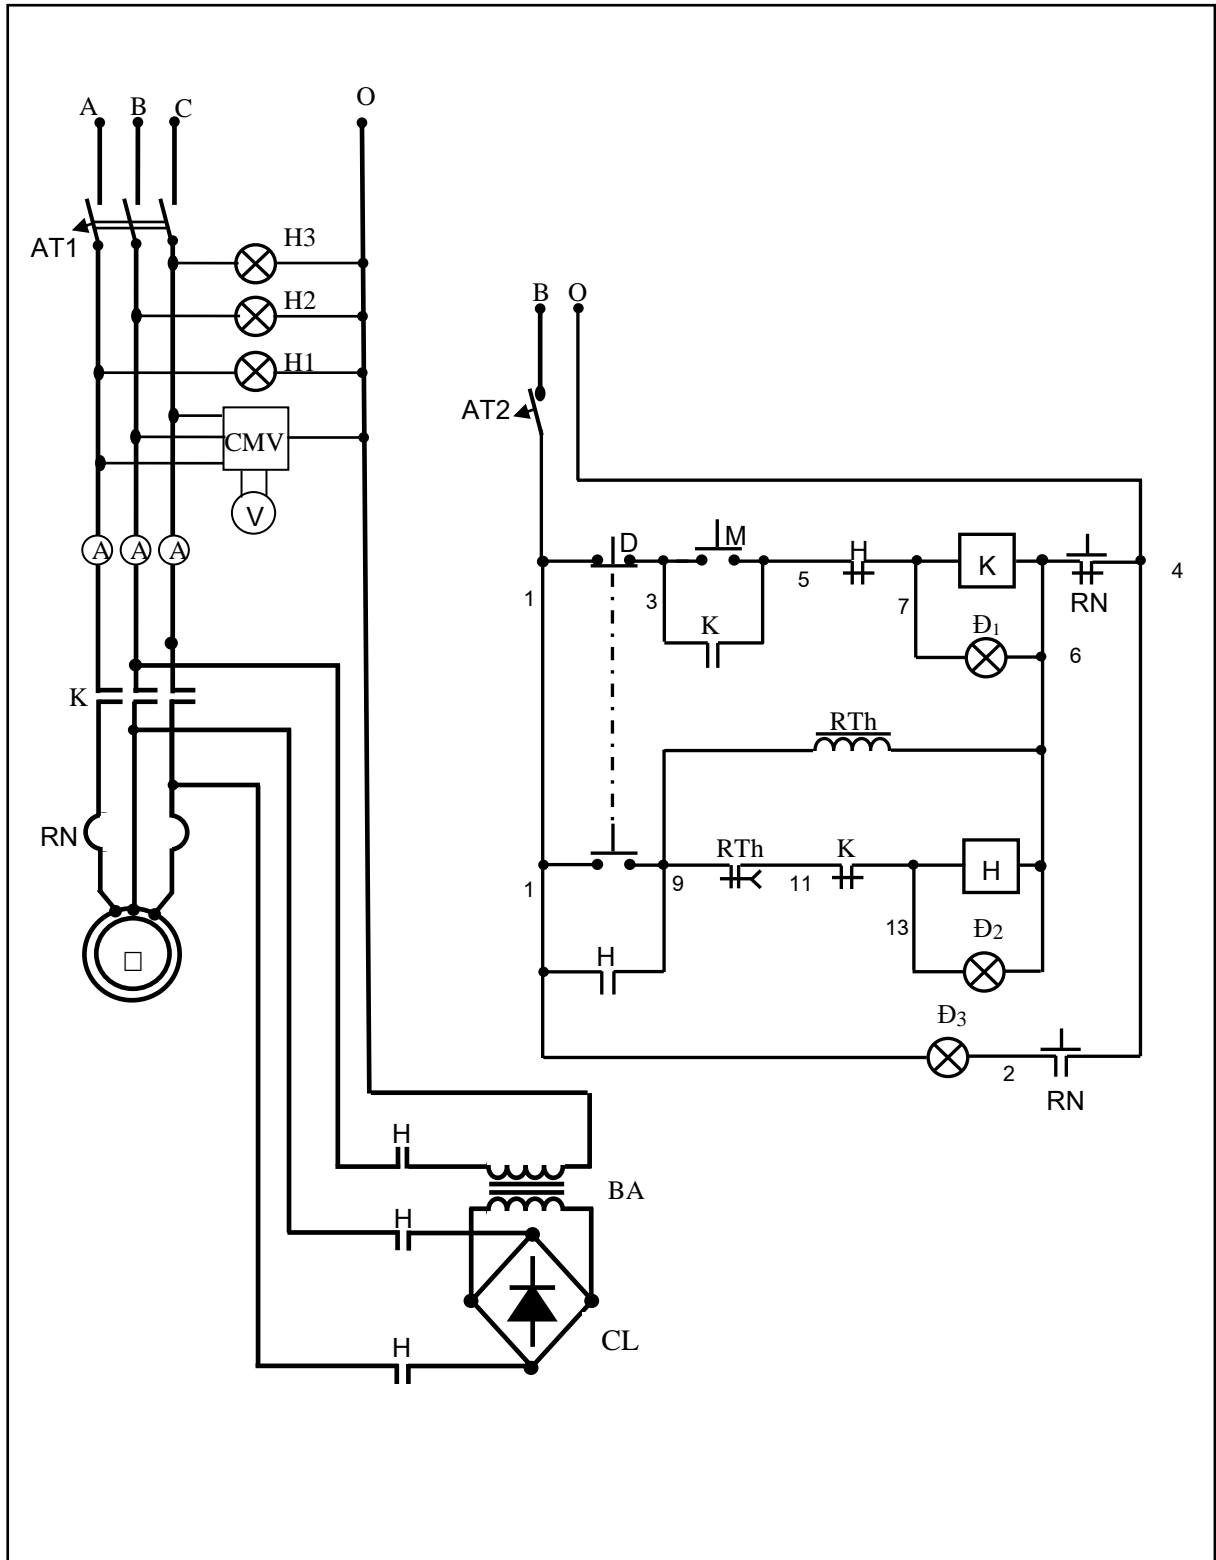 A B C O
AT1
H3
H2
H1
CMV
V
A A A
K
RN
B O
AT2
D M H K RN
1 3 5 7 4
K Đ1 6
RTh
RTh K H
1 9 11
13 Đ2
H
Đ3
2
RN
H
BA
H
CL
H